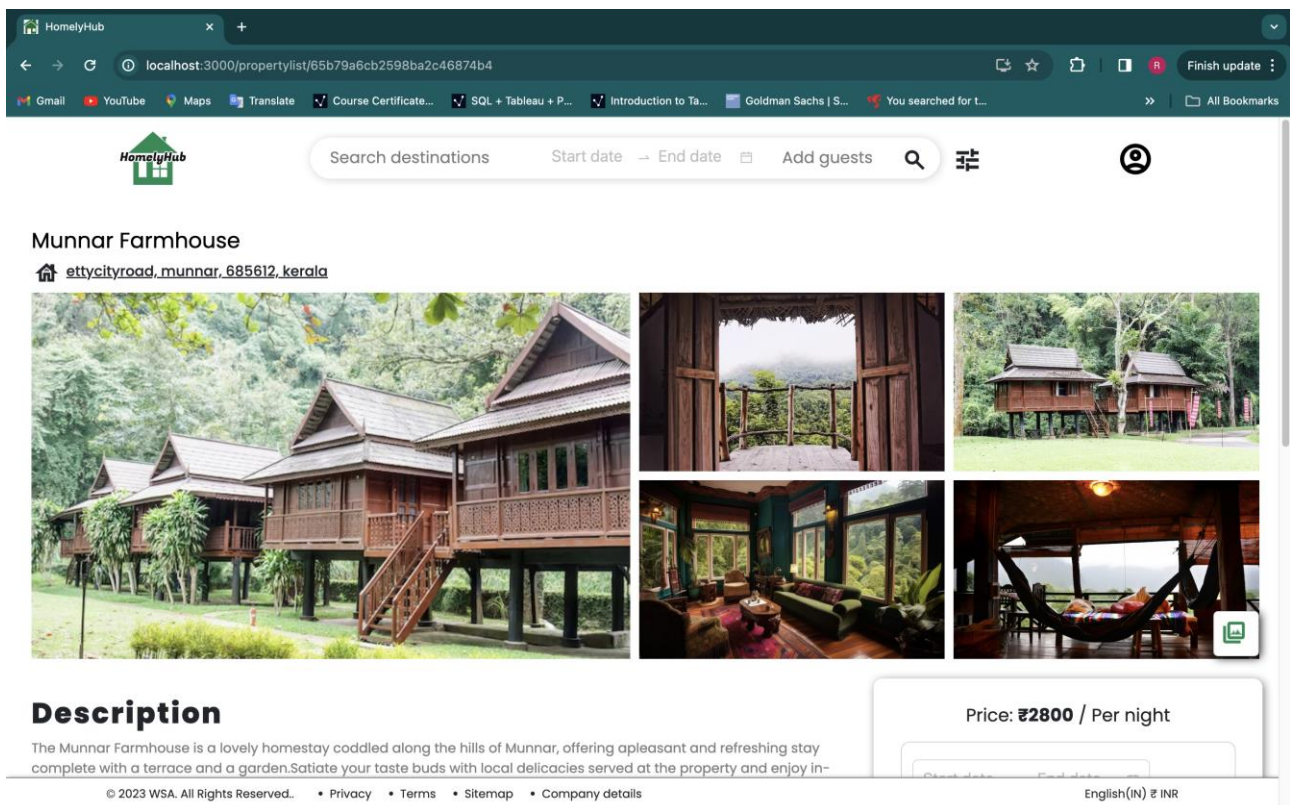 HomelyHub
localhost:3000/propertylist/65b79a6cb2598ba2c46874b4
R
Finish update
Gmail YouTube Maps Translate Course Certificate... SQL + Tableau + P... Introduction to Ta... Goldman Sachs | S... You searched for t... » All Bookmarks
HomelyHub
Search destinations Start date → End date Add guests
Munnar Farmhouse
ettycityroad, munnar, 685612, kerala
Description
Price: ₹2800 / Per night
The Munnar Farmhouse is a lovely homestay coddled along the hills of Munnar, offering apleasant and refreshing stay
complete with a terrace and a garden.Satiate your taste buds with local delicacies served at the property and enjoy in-
Start date End date
© 2023 WSA. All Rights Reserved.. • Privacy • Terms • Sitemap • Company details English(IN) ₹ INR